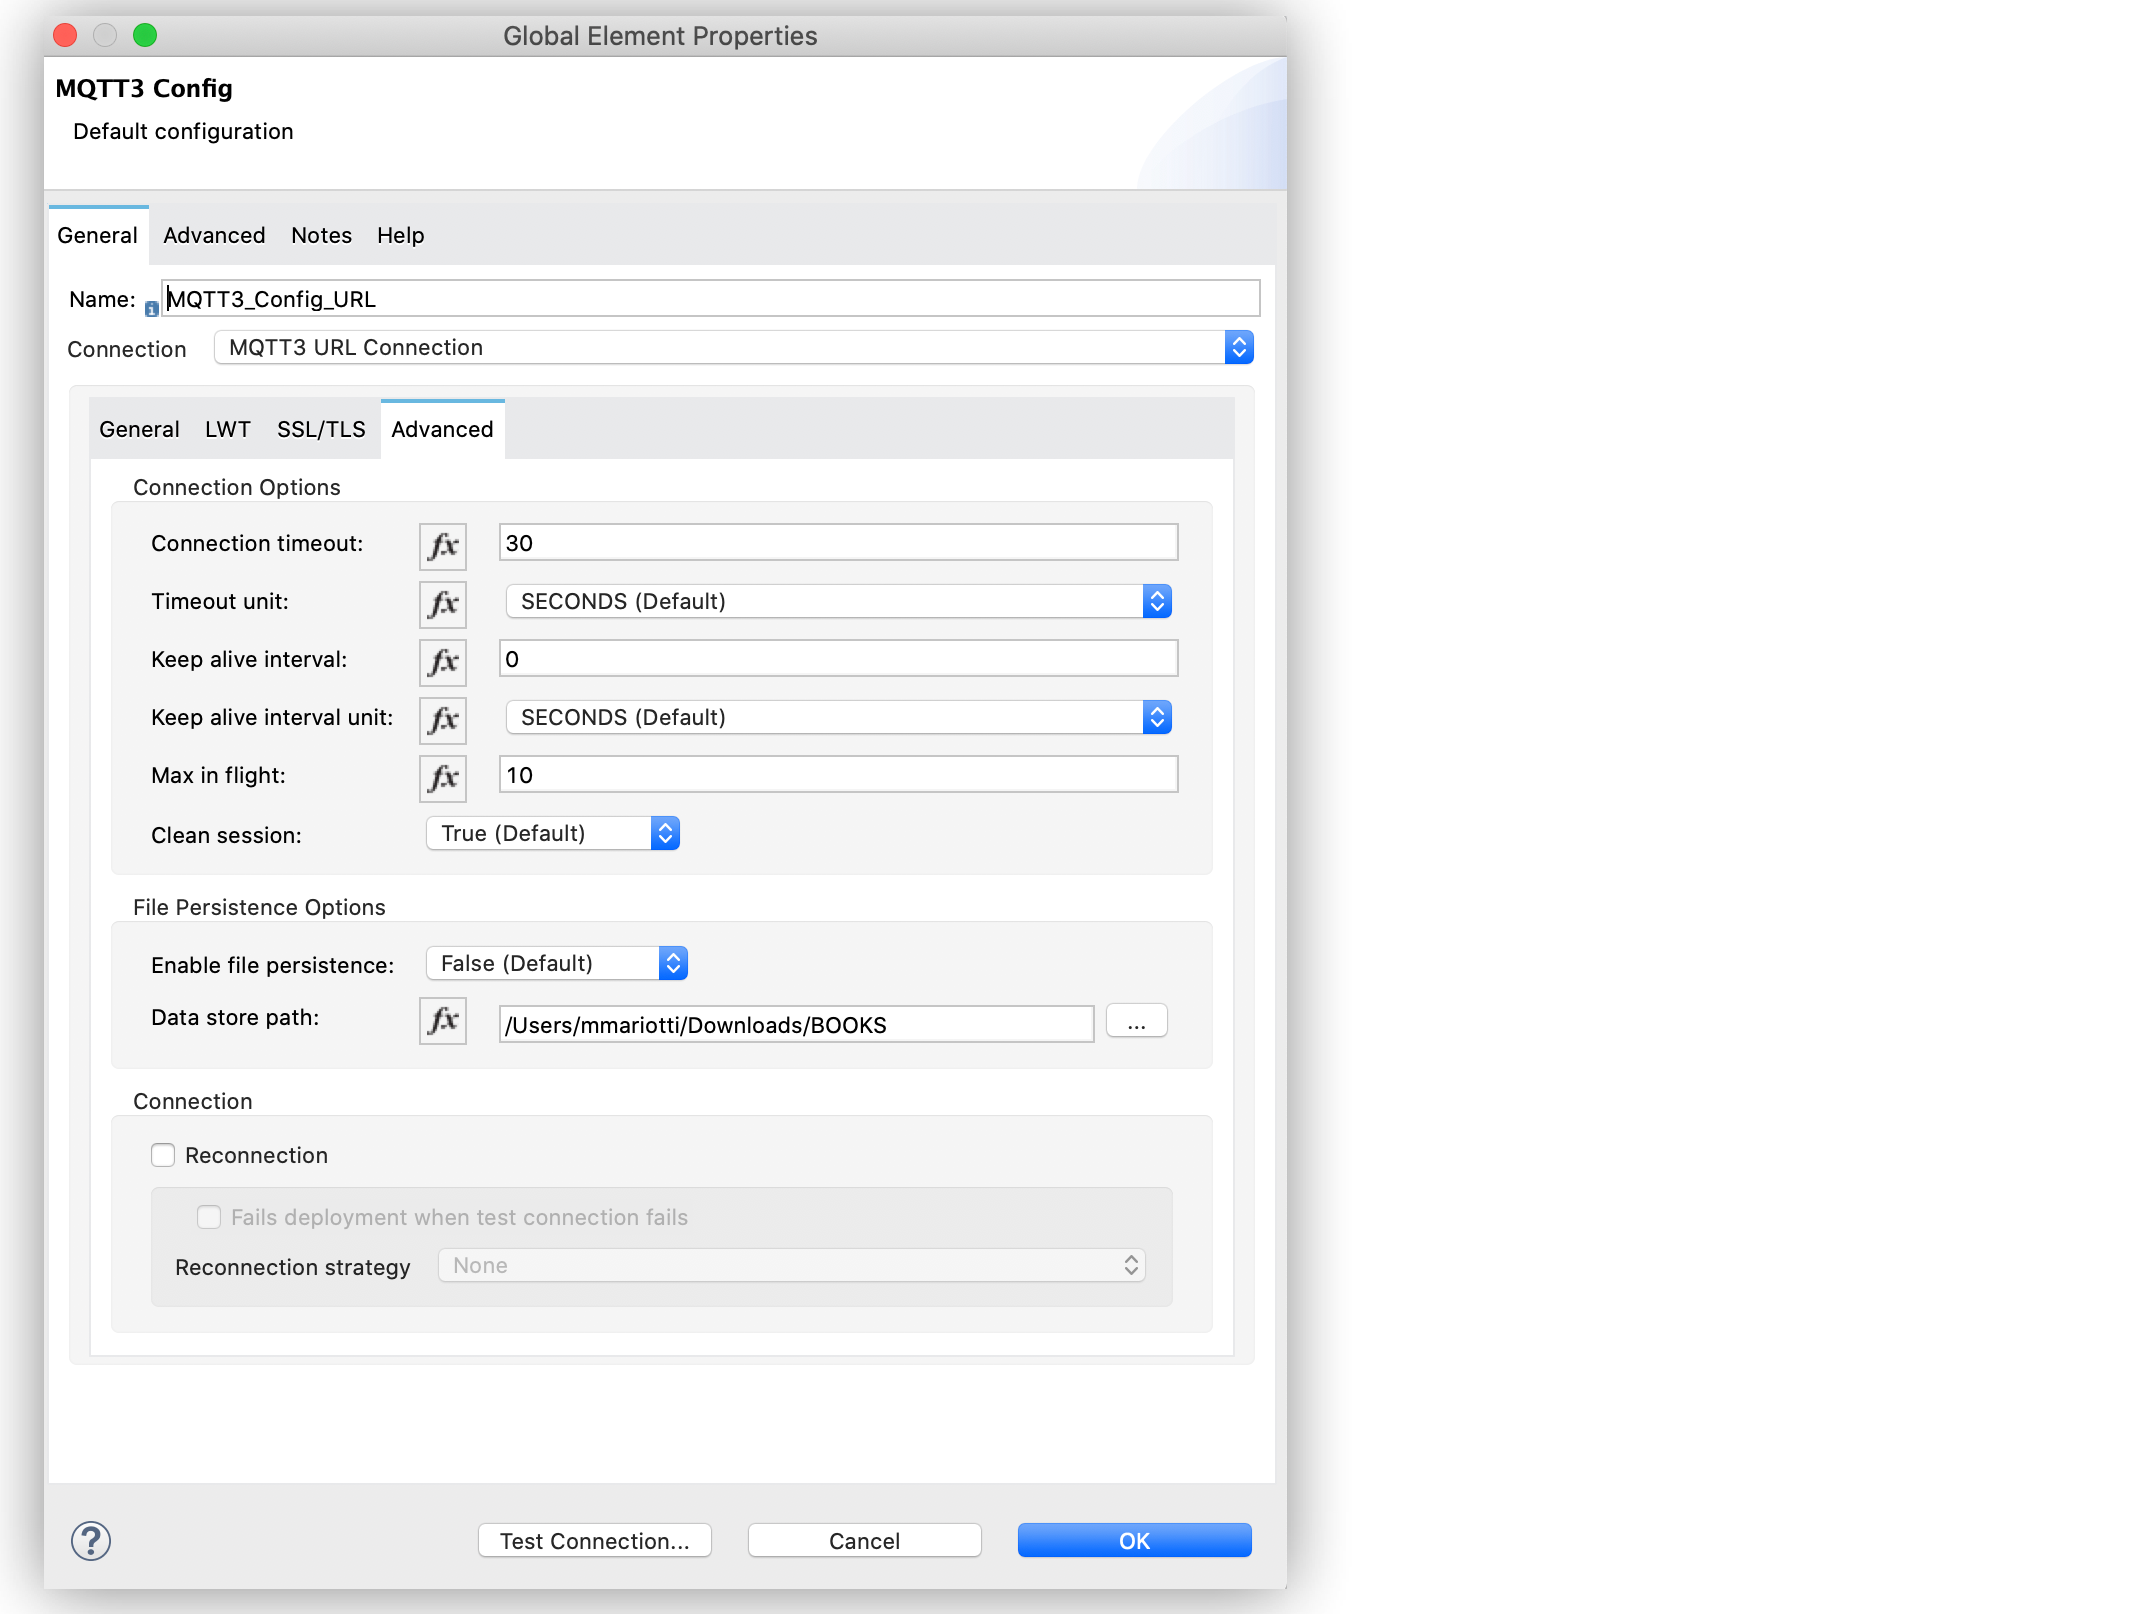 Global Element Properties
MQTT3 Config
Default configuration
General Advanced Notes Help
Name: MQTT3_Config_URL
Connection MQTT3 URL Connection
General LWT SSL/TLS Advanced
Connection Options
Connection timeout: fx 30
Timeout unit: fx SECONDS (Default)
Keep alive interval: fx 0
Keep alive interval unit: fx SECONDS (Default)
Max in flight: fx 10
Clean session: True (Default)
File Persistence Options
Enable file persistence: False (Default)
Data store path: fx /Users/mmariotti/Downloads/BOOKS ...
Connection
Reconnection
Fails deployment when test connection fails
Reconnection strategy None
? Test Connection... Cancel OK